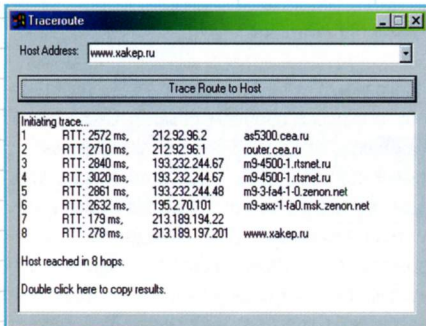 Traceroute
Host Address: www.xakep.ru
Trace Route to Host
Initiating trace...
1 RTT: 2572 ms, 212.92.96.2 as5300.cea.ru
2 RTT: 2710 ms, 212.92.96.1 router.cea.ru
3 RTT: 2840 ms, 193.232.244.67 m9-4500-1.rtsnet.ru
4 RTT: 3020 ms, 193.232.244.67 m9-4500-1.rtsnet.ru
5 RTT: 2861 ms, 193.232.244.48 m9-3-fa4-1-0.zenon.net
6 RTT: 2632 ms, 195.2.70.101 m9-axx-1-fa0.msk.zenon.net
7 RTT: 179 ms, 213.189.194.22
8 RTT: 278 ms, 213.189.197.201 www.xakep.ru
Host reached in 8 hops.
Double click here to copy results.